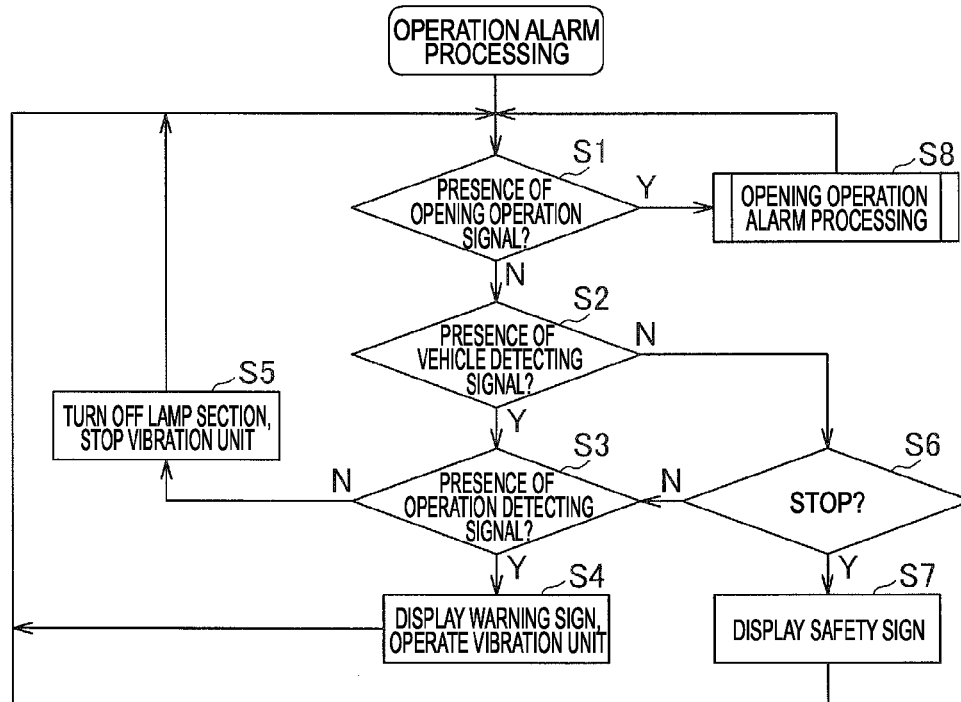 OPERATION ALARM
PROCESSING
S1
PRESENCE OF
OPENING OPERATION
SIGNAL?
Y
N
S8
OPENING OPERATION
ALARM PROCESSING
S2
PRESENCE OF
VEHICLE DETECTING
SIGNAL?
N
Y
S5
TURN OFF LAMP SECTION,
STOP VIBRATION UNIT
S3
PRESENCE OF
OPERATION DETECTING
SIGNAL?
N
Y
S6
STOP?
N
Y
S4
DISPLAY WARNING SIGN,
OPERATE VIBRATION UNIT
S7
DISPLAY SAFETY SIGN